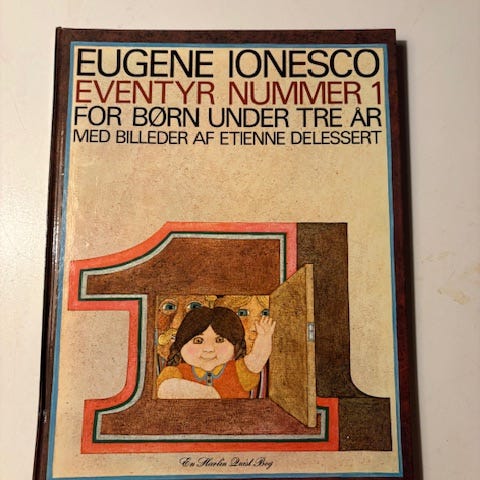 EUGENE IONESCO
EVENTYR NUMMER 1
FOR BØRN UNDER TRE ÅR
MED BILLEDER AF ETIENNE DELESSERT
En Harlin Quist Bog